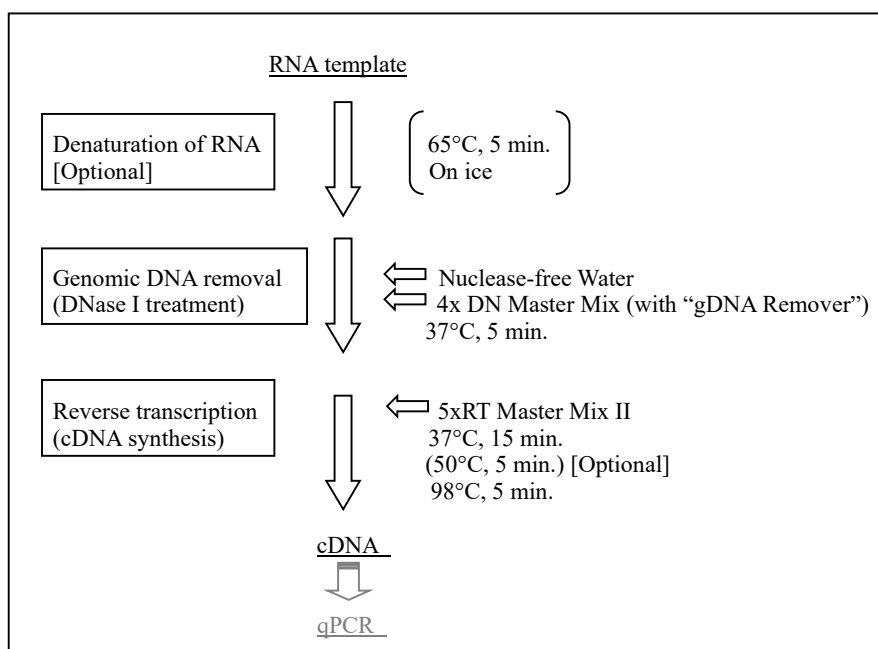 RNA template
Denaturation of RNA
[Optional]
65°C, 5 min.
On ice
Genomic DNA removal
(DNase I treatment)
Nuclease-free Water
4x DN Master Mix (with “gDNA Remover”)
37°C, 5 min.
Reverse transcription
(cDNA synthesis)
5xRT Master Mix II
37°C, 15 min.
(50°C, 5 min.) [Optional]
98°C, 5 min.
cDNA
qPCR